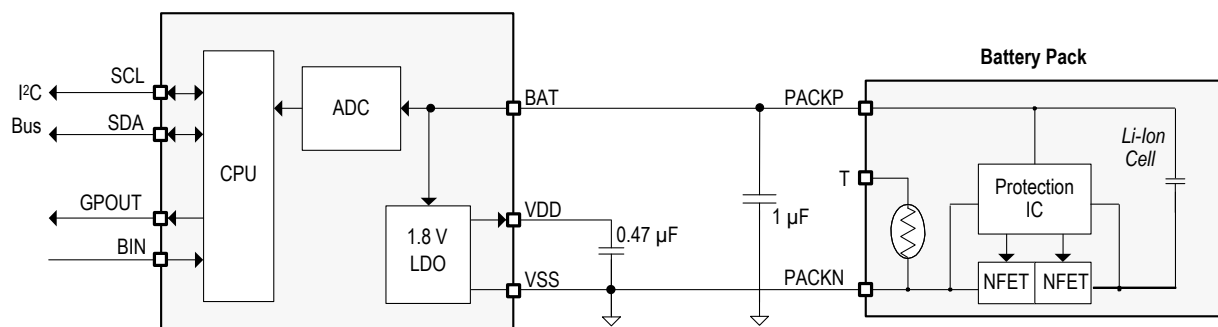 Battery Pack
SCL
I²C
BAT
PACKP
ADC
Bus
SDA
Li-Ion
Cell
CPU
T
Protection
IC
GPOUT
VDD
1 µF
1.8 V
LDO
0.47 µF
BIN
VSS
PACKN
NFET
NFET